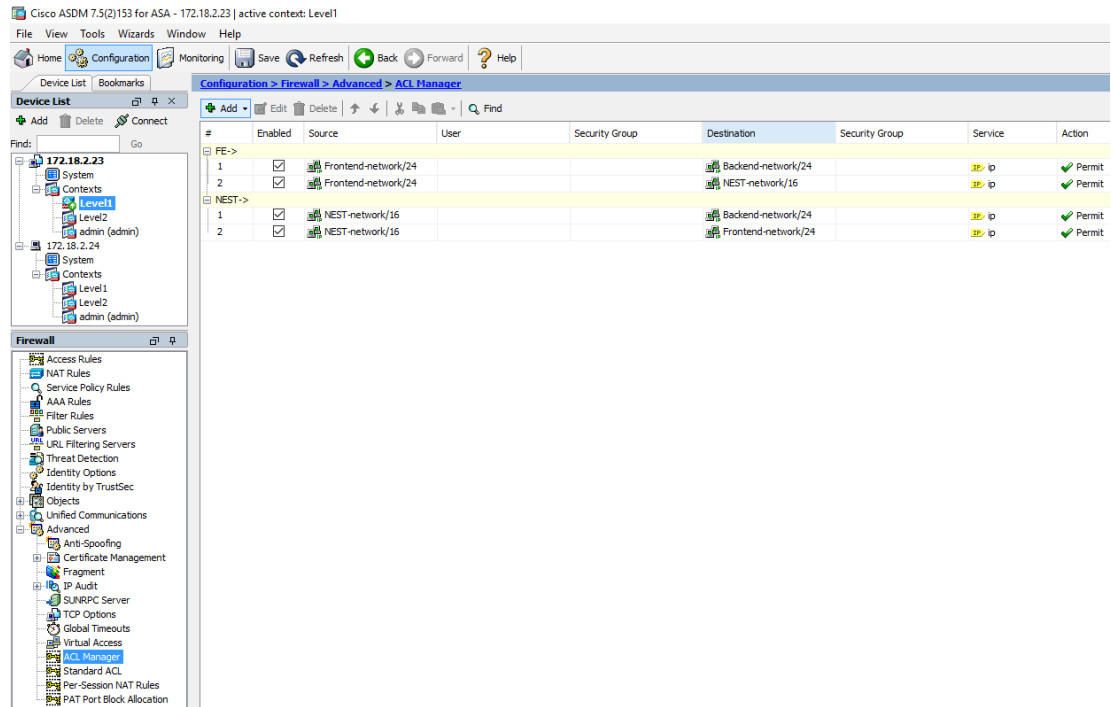 Cisco ASDM 7.5(2)153 for ASA - 172.18.2.23 | active context: Level1
File View Tools Wizards Window Help
Home Configuration Monitoring Save Refresh Back Forward Help
Device List Bookmarks
Device List
Add Delete Connect
Find: Go
172.18.2.23
System
Contexts
Level1
Level2
admin (admin)
172.18.2.24
System
Contexts
Level1
Level2
admin (admin)
Firewall
Access Rules
NAT Rules
Service Policy Rules
AAA Rules
Filter Rules
Public Servers
URL Filtering Servers
Threat Detection
Identity Options
Identity by TrustSec
Objects
Unified Communications
Advanced
Anti-Spoofing
Certificate Management
Fragment
IP Audit
SUNRPC Server
TCP Options
Global Timeouts
Virtual Access
ACL Manager
Standard ACL
Per-Session NAT Rules
PAT Port Block Allocation
Configuration > Firewall > Advanced > ACL Manager
Add Edit Delete Find
# Enabled Source User Security Group Destination Security Group Service Action
FE->
1 Frontend-network/24 Backend-network/24 IP ip Permit
2 Frontend-network/24 NEST-network/16 IP ip Permit
NEST->
1 NEST-network/16 Backend-network/24 IP ip Permit
2 NEST-network/16 Frontend-network/24 IP ip Permit